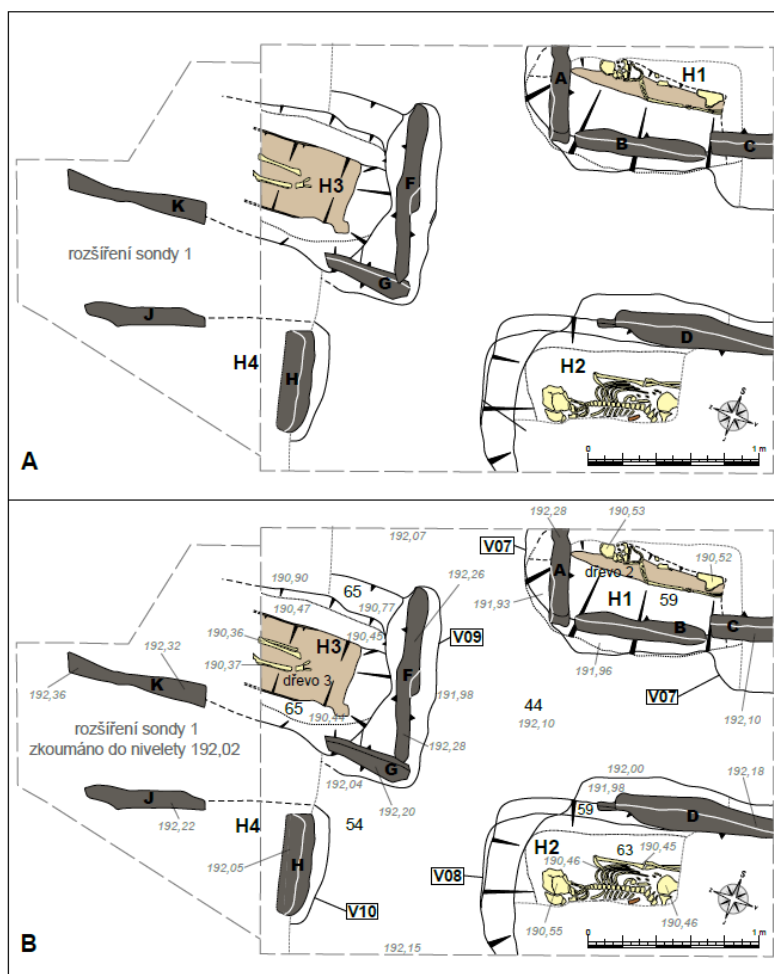 A
H1
B
C
H3
F
K
rozšíření sondy 1
G
J
D
H4
H
H2
0
1 m
A
192,28
190,53
192,07
V07
190,52
A
dřevo 2
190,90
65
192,26
190,47
190,77
191,93
H1
59
190,36
H3
190,45
V09
B
C
192,32
190,37
dřevo 3
F
K
191,96
192,36
65
190,44
191,98
44
V07
rozšíření sondy 1
192,10
192,10
zkoumáno do nivelety 192,02
192,28
G
192,04
192,00
192,18
J
191,98
192,20
59
D
192,22
H4
54
63
H2
190,45
192,05
H
190,46
V08
V10
190,55
190,46
0
1 m
B
192,15